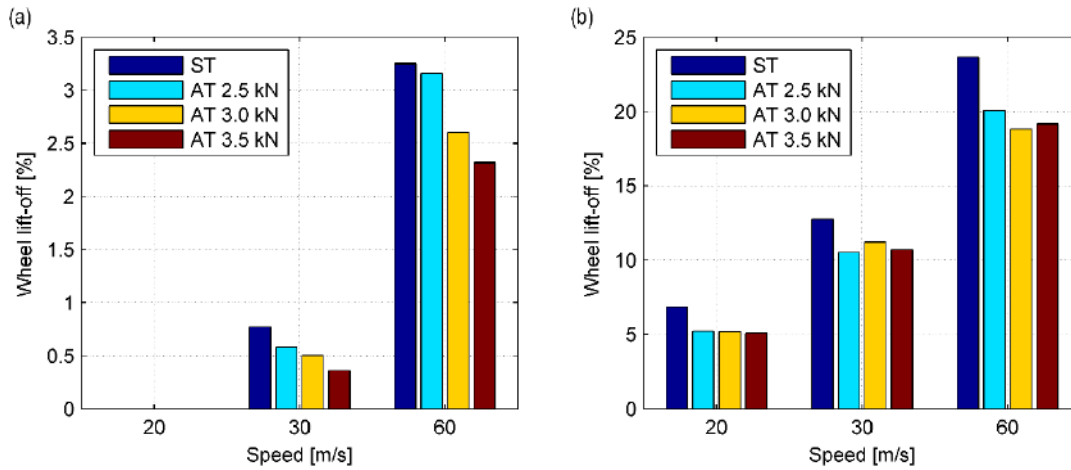 (a)
Wheel lift-off [%]
3.5
3
2.5
2
1.5
1
0.5
0
ST
AT 2.5 kN
AT 3.0 kN
AT 3.5 kN
20
30
60
Speed [m/s]
(b)
Wheel lift-off [%]
25
20
15
10
5
0
ST
AT 2.5 kN
AT 3.0 kN
AT 3.5 kN
20
30
60
Speed [m/s]